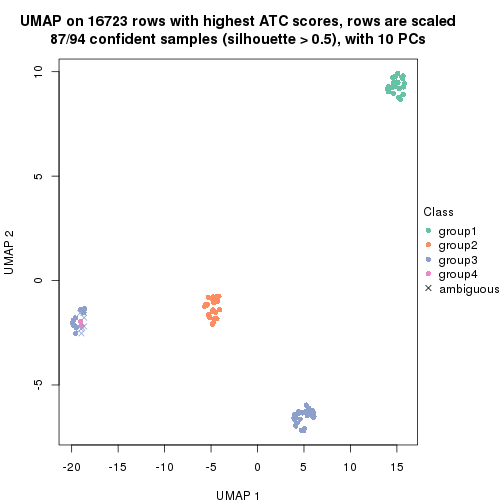 UMAP on 16723 rows with highest ATC scores, rows are scaled
87/94 confident samples (silhouette > 0.5), with 10 PCs
10
5
0
-5
UMAP 2
-20
-15
-10
-5
0
5
10
15
UMAP 1
Class
group1
group2
group3
group4
ambiguous